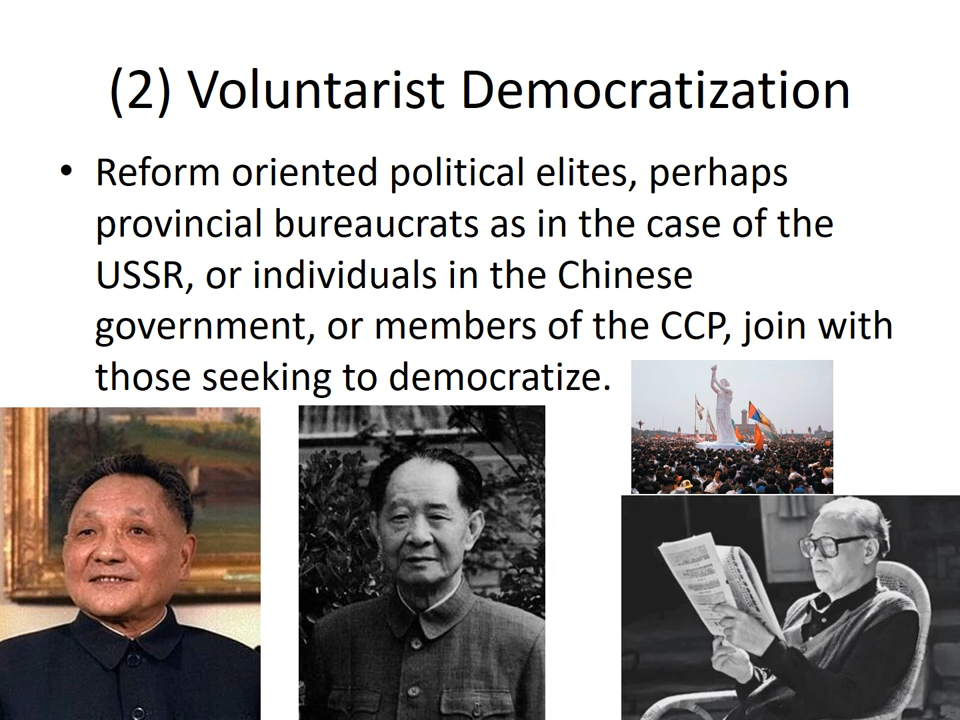 (2) Voluntarist Democratization
• Reform oriented political elites, perhaps
provincial bureaucrats as in the case of the
USSR, or individuals in the Chinese
government, or members of the CCP, join with
those seeking to democratize.